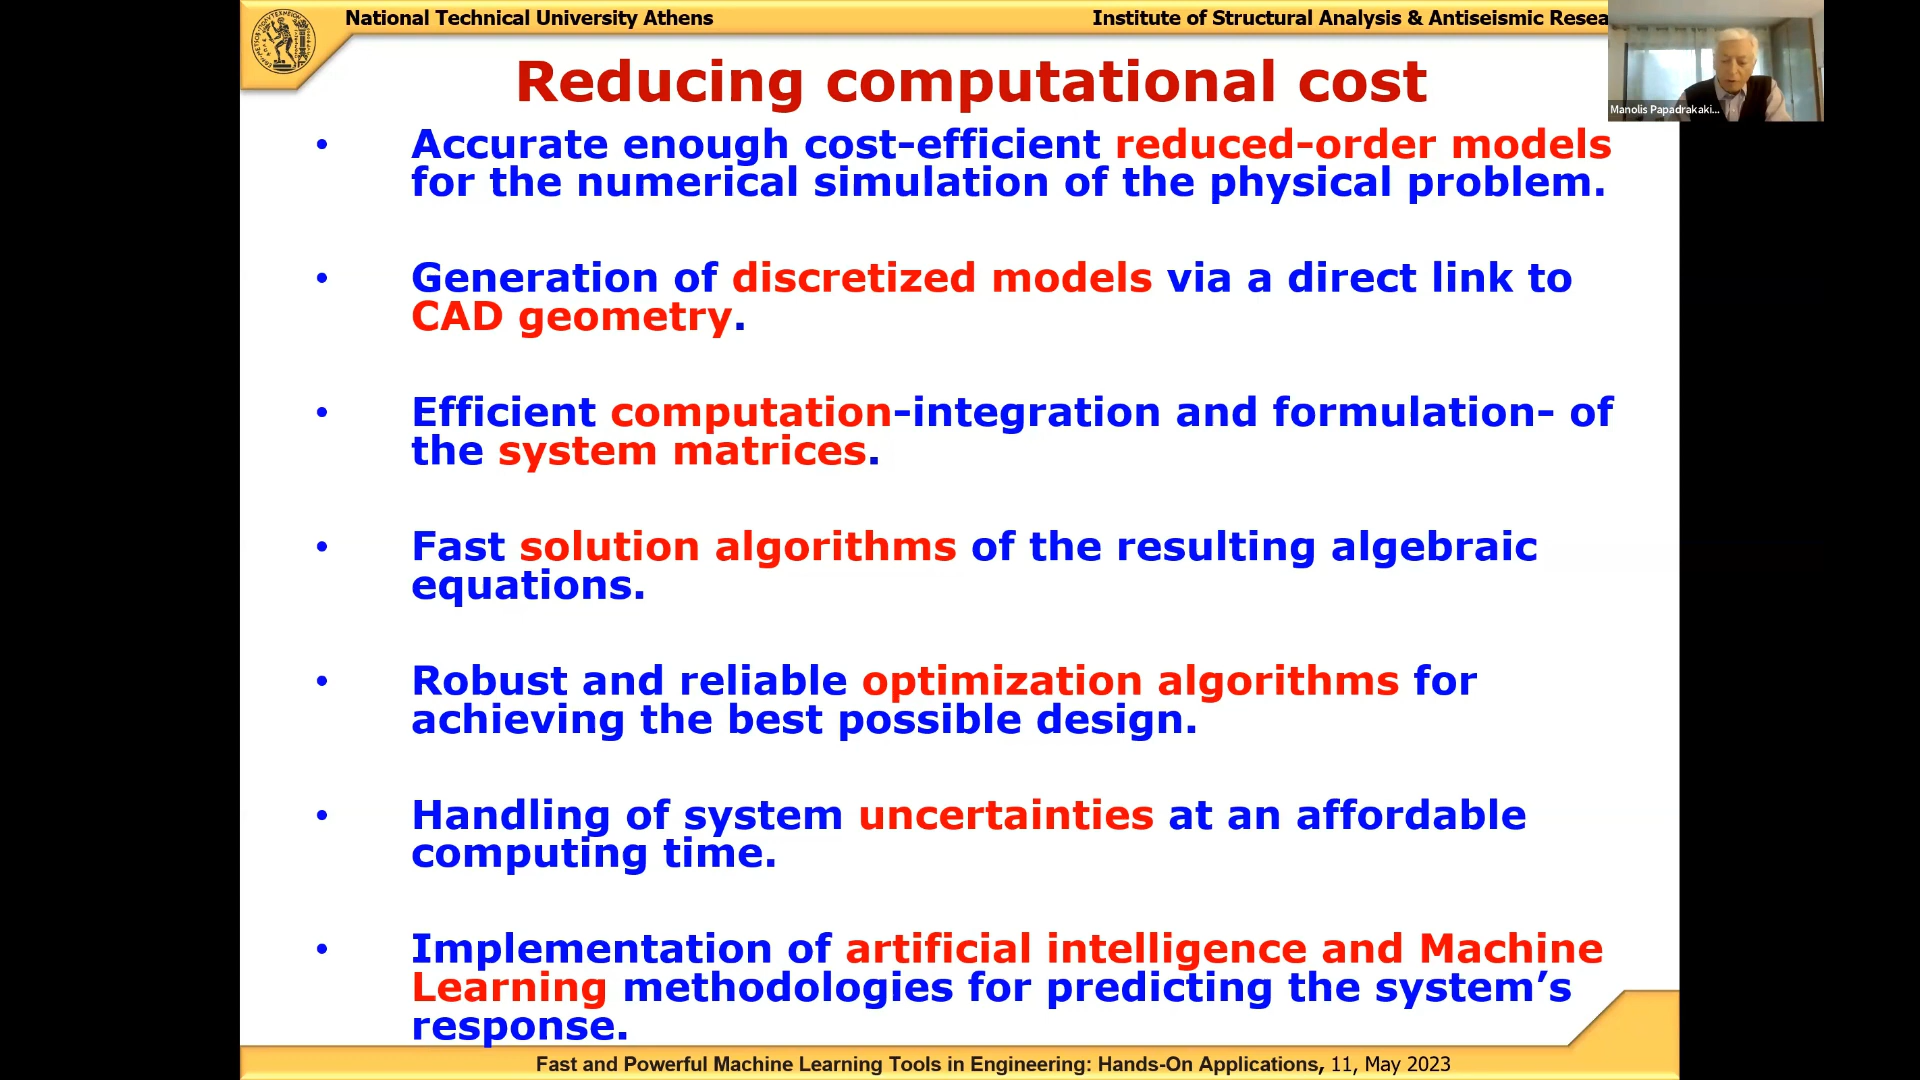 National Technical University Athens
Institute of Structural Analysis & Antiseismic Resea
Manolis Papadrakaki...
Reducing computational cost
• Accurate enough cost-efficient reduced-order models
for the numerical simulation of the physical problem.
• Generation of discretized models via a direct link to
CAD geometry.
• Efficient computation-integration and formulation- of
the system matrices.
• Fast solution algorithms of the resulting algebraic
equations.
• Robust and reliable optimization algorithms for
achieving the best possible design.
• Handling of system uncertainties at an affordable
computing time.
• Implementation of artificial intelligence and Machine
Learning methodologies for predicting the system’s
response.
Fast and Powerful Machine Learning Tools in Engineering: Hands-On Applications, 11, May 2023